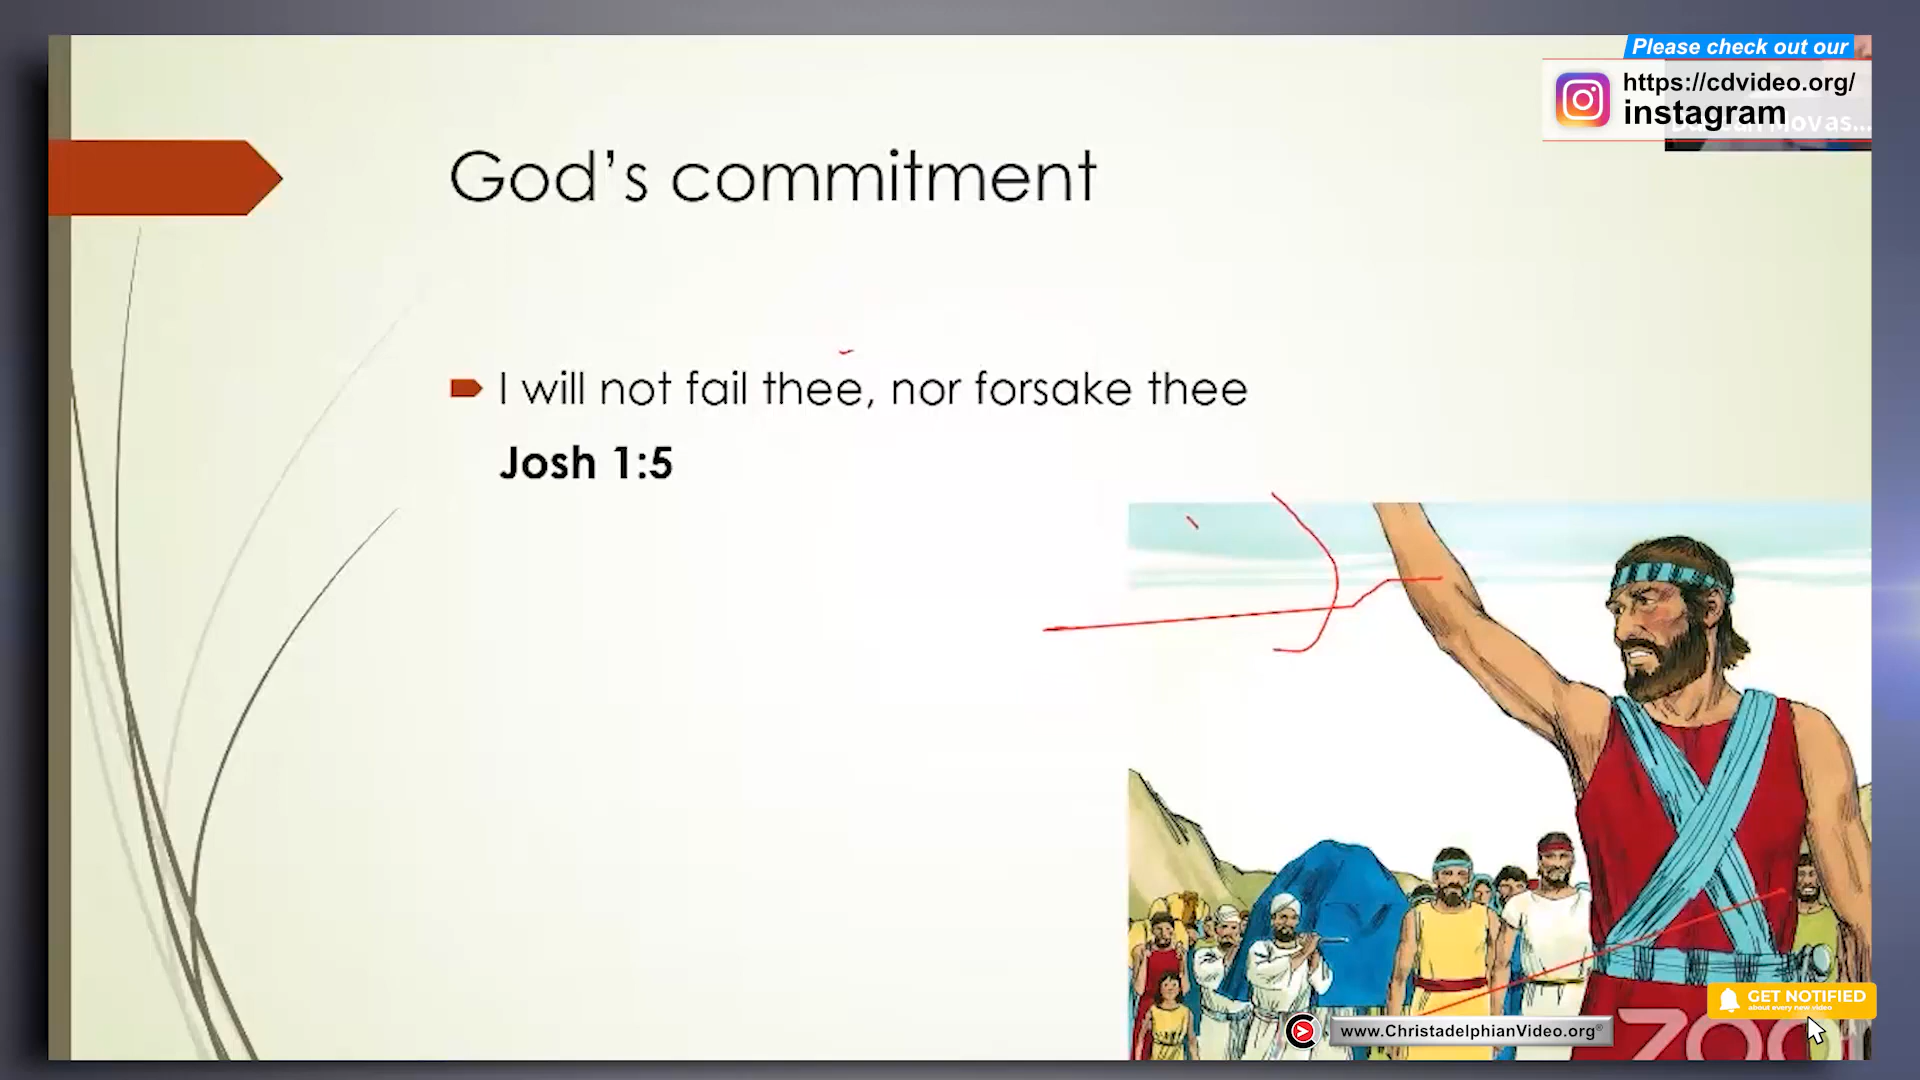 Please check out our
https://cdvideo.org/
instagram
God's commitment
I will not fail thee, nor forsake thee
Josh 1:5
GET NOTIFIED
about every new video
www.ChristadelphianVideo.org®